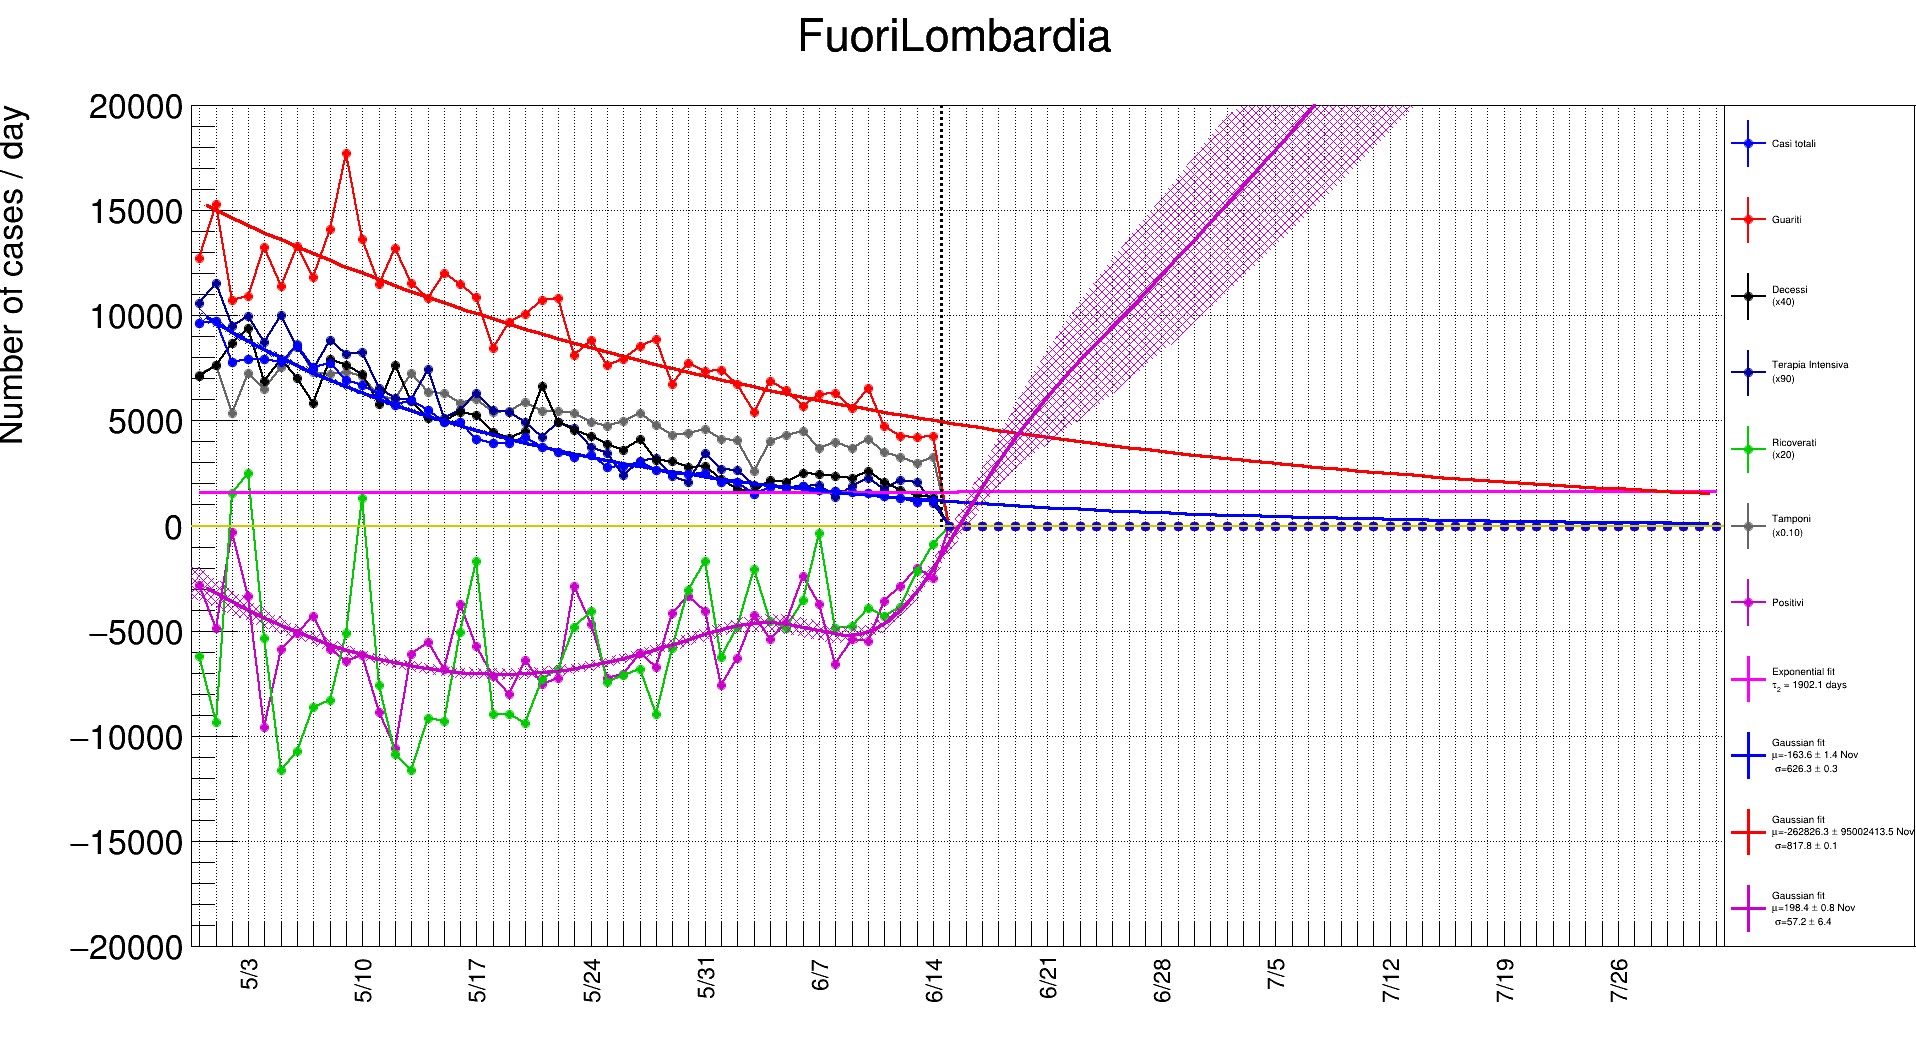 FuoriLombardia
Number of cases / day
20000
15000
10000
5000
0
−5000
−10000
−15000
−20000
5/3
5/10
5/17
5/24
5/31
6/7
6/14
6/21
6/28
7/5
7/12
7/19
7/26
Casi totali
Guariti
Decessi
(x40)
Terapia Intensiva
(x90)
Ricoverati
(x20)
Tamponi
(x0.10)
Positivi
Exponential fit
τ₂ = 1902.1 days
Gaussian fit
μ=-163.6 ± 1.4 Nov
σ=626.3 ± 0.3
Gaussian fit
μ=-262826.3 ± 95002413.5 Nov
σ=817.8 ± 0.1
Gaussian fit
μ=198.4 ± 0.8 Nov
σ=57.2 ± 6.4